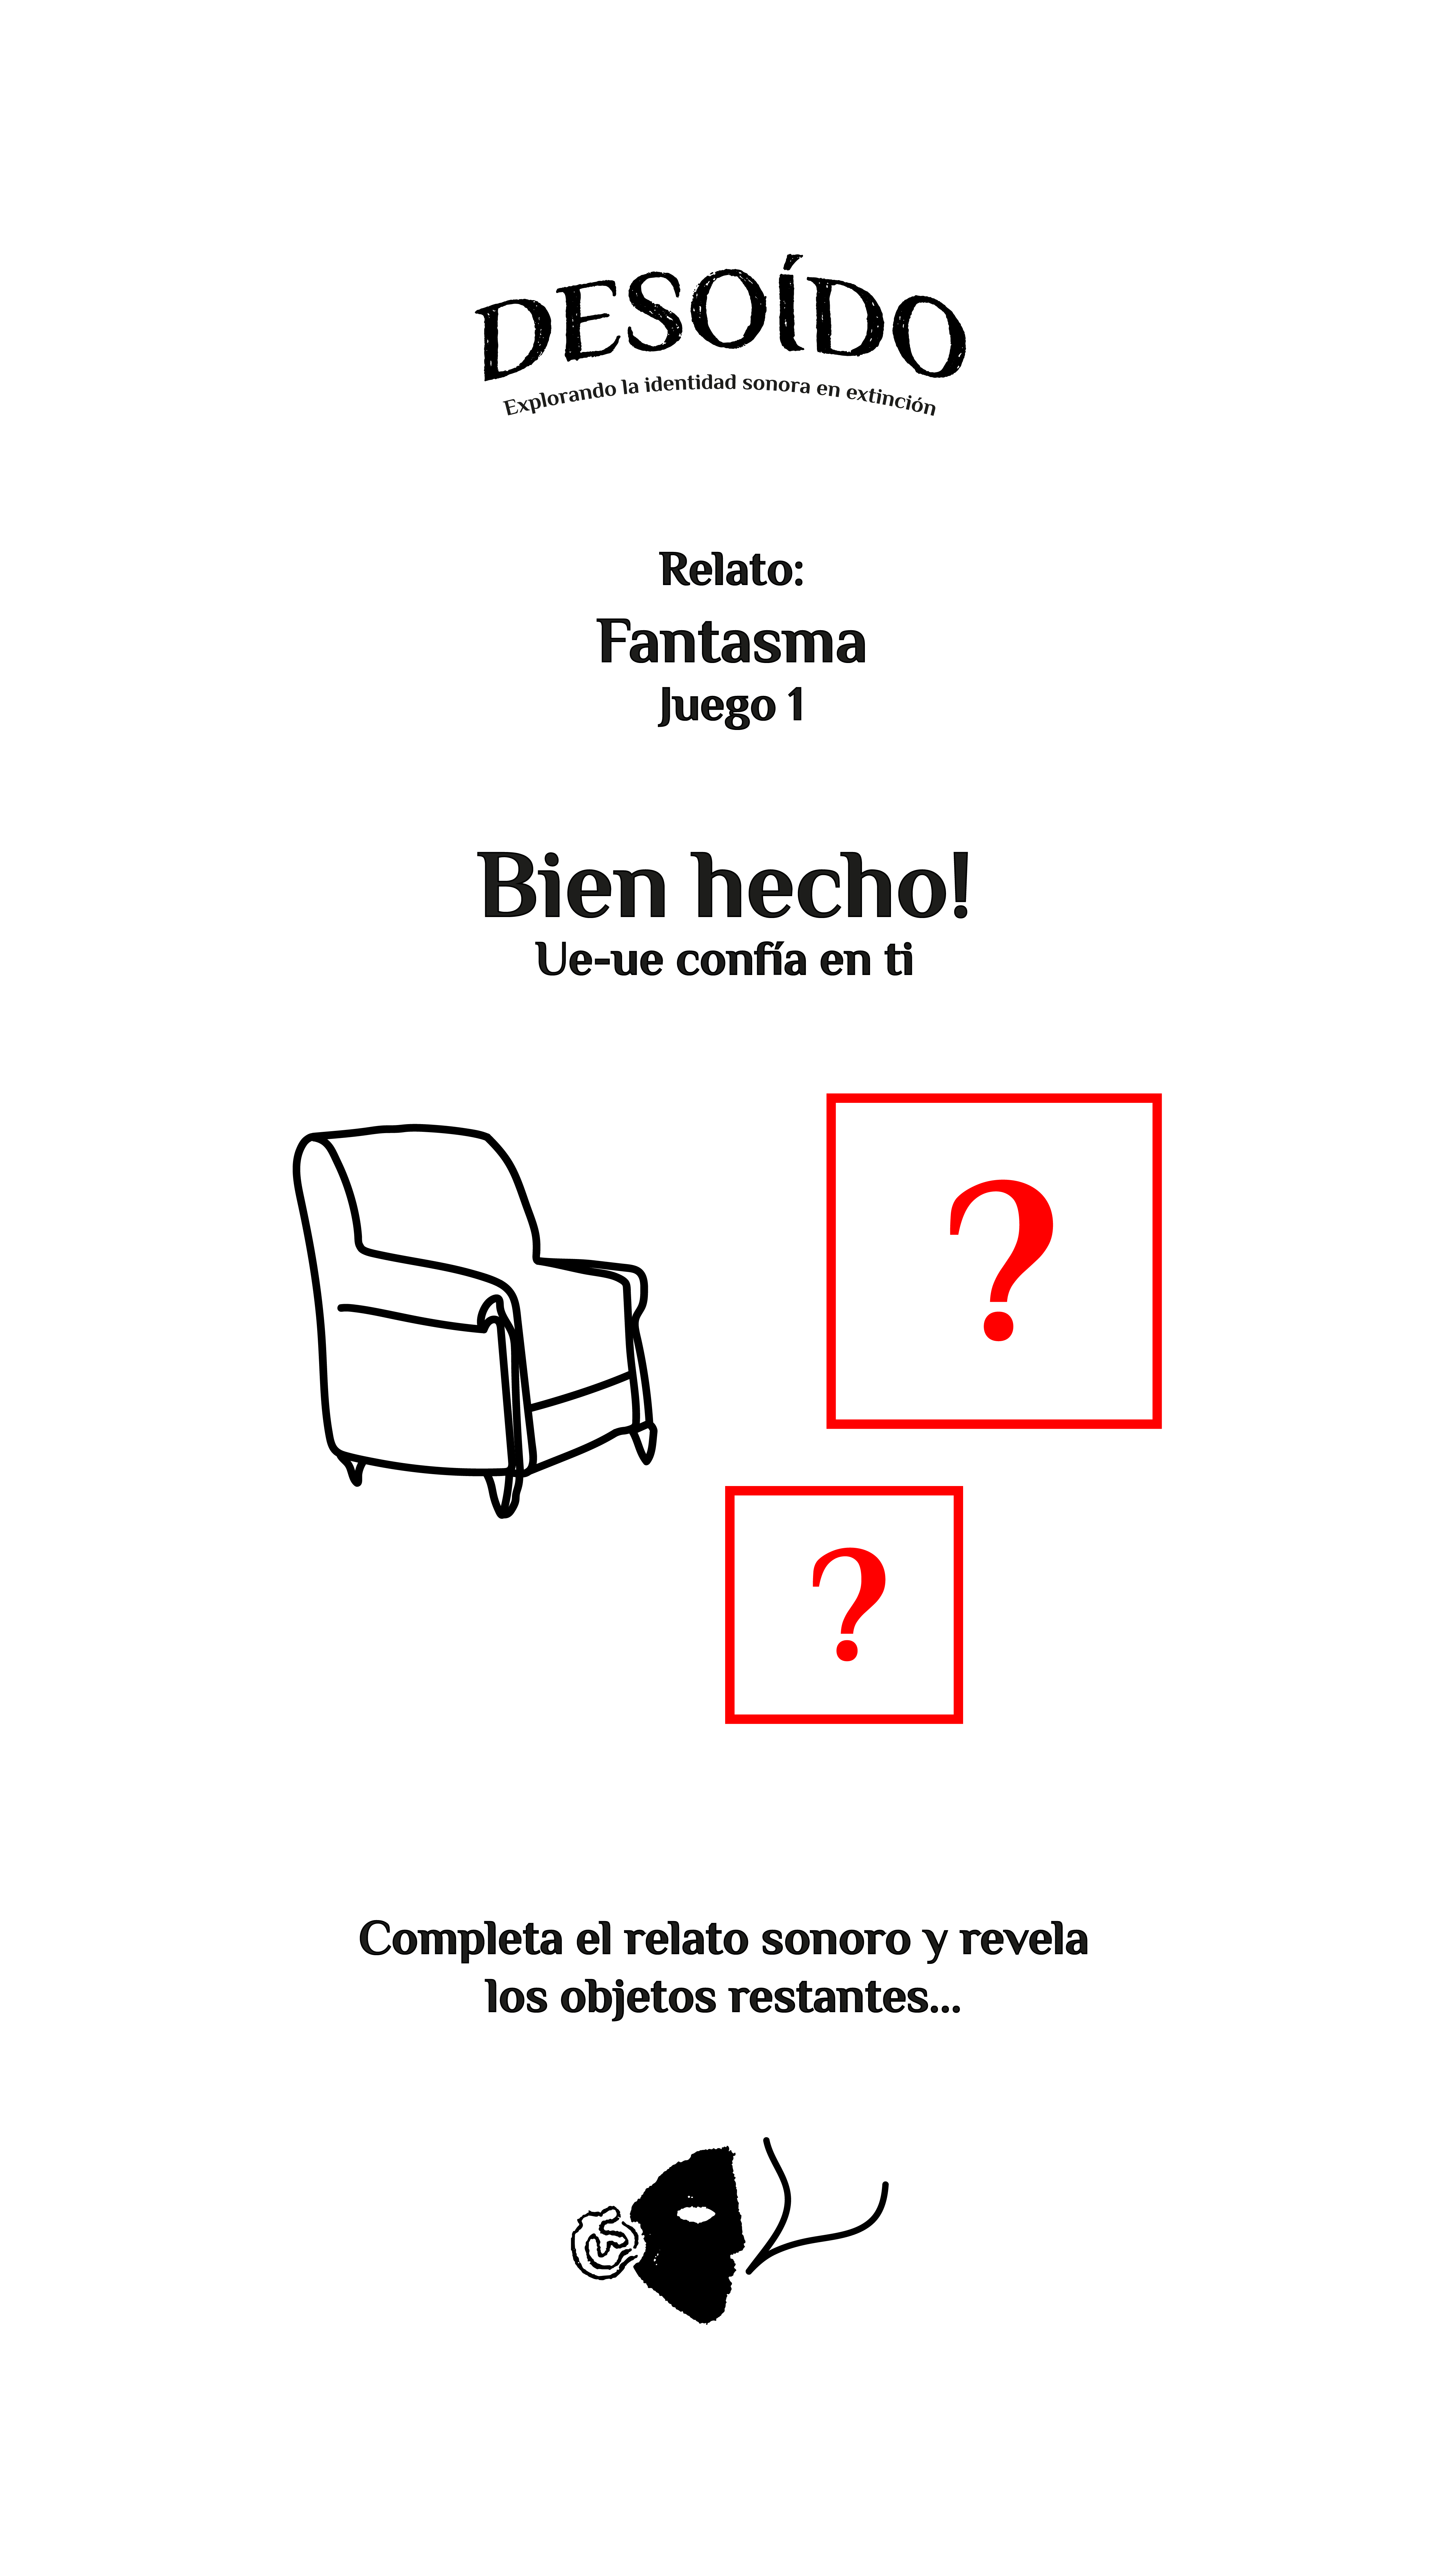 DESOÍDO
Explorando la identidad sonora en extinción
Relato:
Fantasma
Juego 1
Bien hecho!
Ue-ue confía en ti
?
?
Completa el relato sonoro y revela
los objetos restantes...